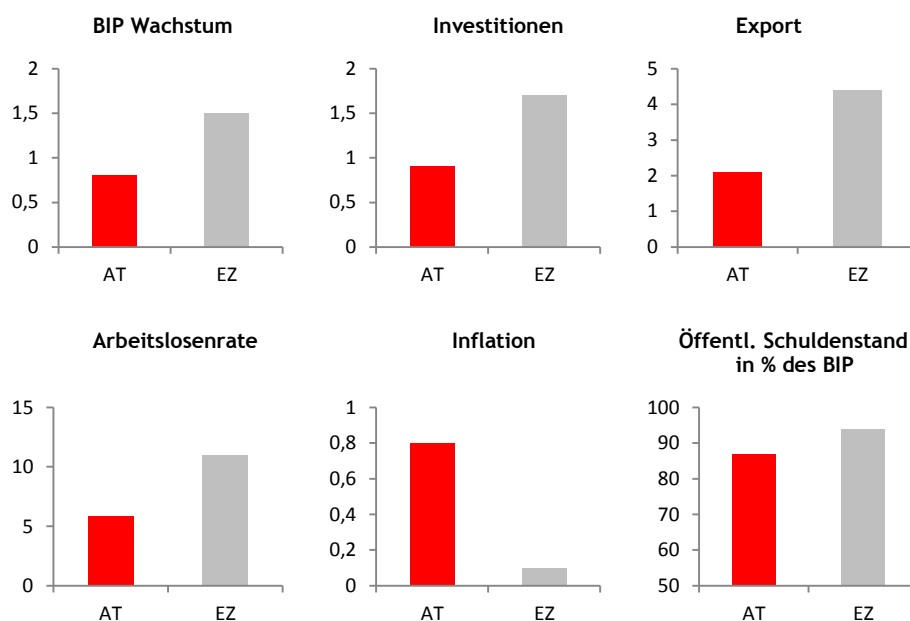 BIP Wachstum
2
1,5
1
0,5
0
AT EZ
Investitionen
2
1,5
1
0,5
0
AT EZ
Export
5
4
3
2
1
0
AT EZ
Arbeitslosenrate
15
10
5
0
AT EZ
Inflation
1
0,8
0,6
0,4
0,2
0
AT EZ
Öffentl. Schuldenstand
in % des BIP
100
90
80
70
60
50
AT EZ